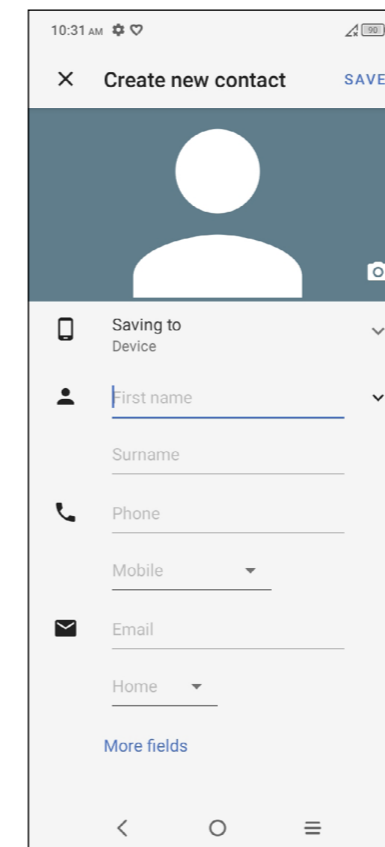 10:31 AM
90
Create new contact
SAVE
Saving to
Device
First name
Surname
Phone
Mobile
Email
Home
More fields